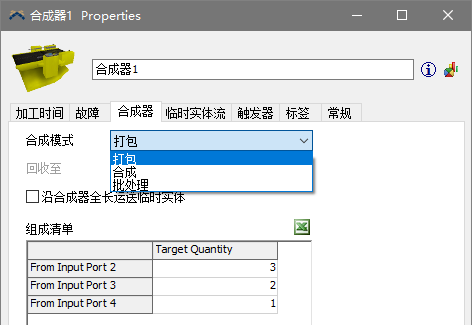 合成器1 Properties
合成器1
加工时间 故障 合成器 临时实体流 触发器 标签 常规
合成模式 打包
打包
回收至
合成
批处理
沿合成器全长运送临时实体
组成清单
Target Quantity
From Input Port 2 3
From Input Port 3 2
From Input Port 4 1